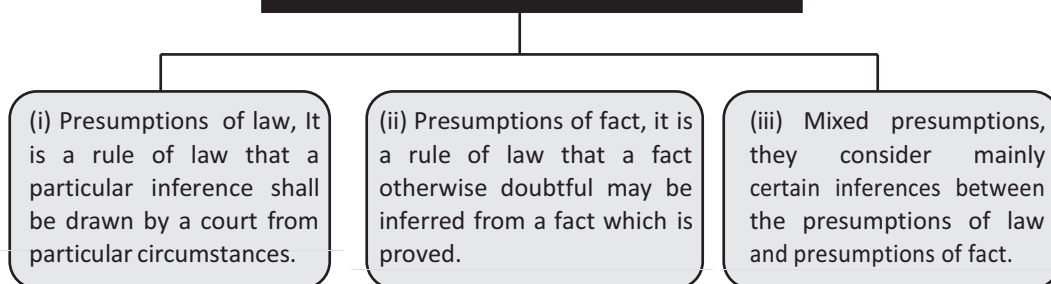 (i) Presumptions of law, It
is a rule of law that a
particular inference shall
be drawn by a court from
particular circumstances.
(ii) Presumptions of fact, it is
a rule of law that a fact
otherwise doubtful may be
inferred from a fact which is
proved.
(iii) Mixed presumptions,
they consider mainly
certain inferences between
the presumptions of law
and presumptions of fact.